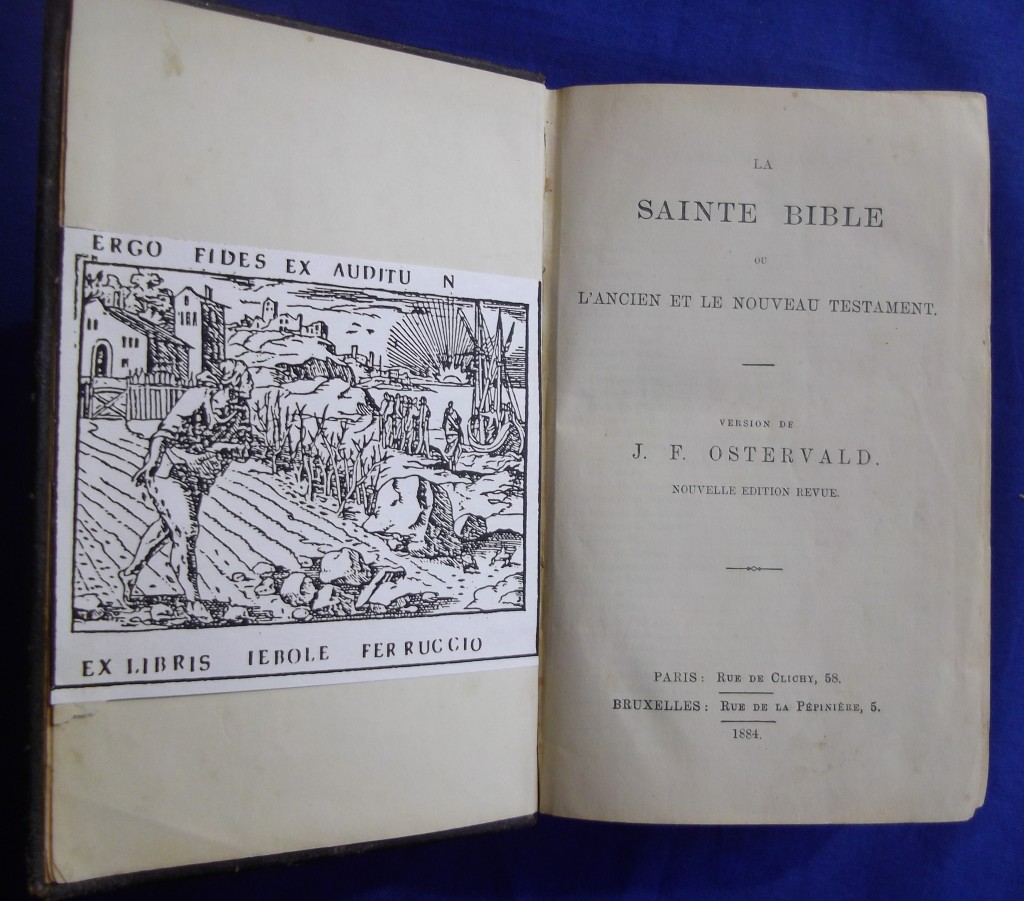 ERGO FIDES EX AUDITU N
EX LIBRIS IEBOLE FERRUCCIO
LA
SAINTE BIBLE
OU
L'ANCIEN ET LE NOUVEAU TESTAMENT.
VERSION DE
J. F. OSTERVALD.
NOUVELLE EDITION REVUE.
PARIS: RUE DE CLICHY, 58.
BRUXELLES: RUE DE LA PÉPINIÈRE, 5.
1884.